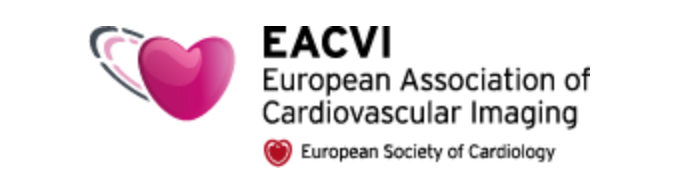 EACVI
European Association of
Cardiovascular Imaging
European Society of Cardiology